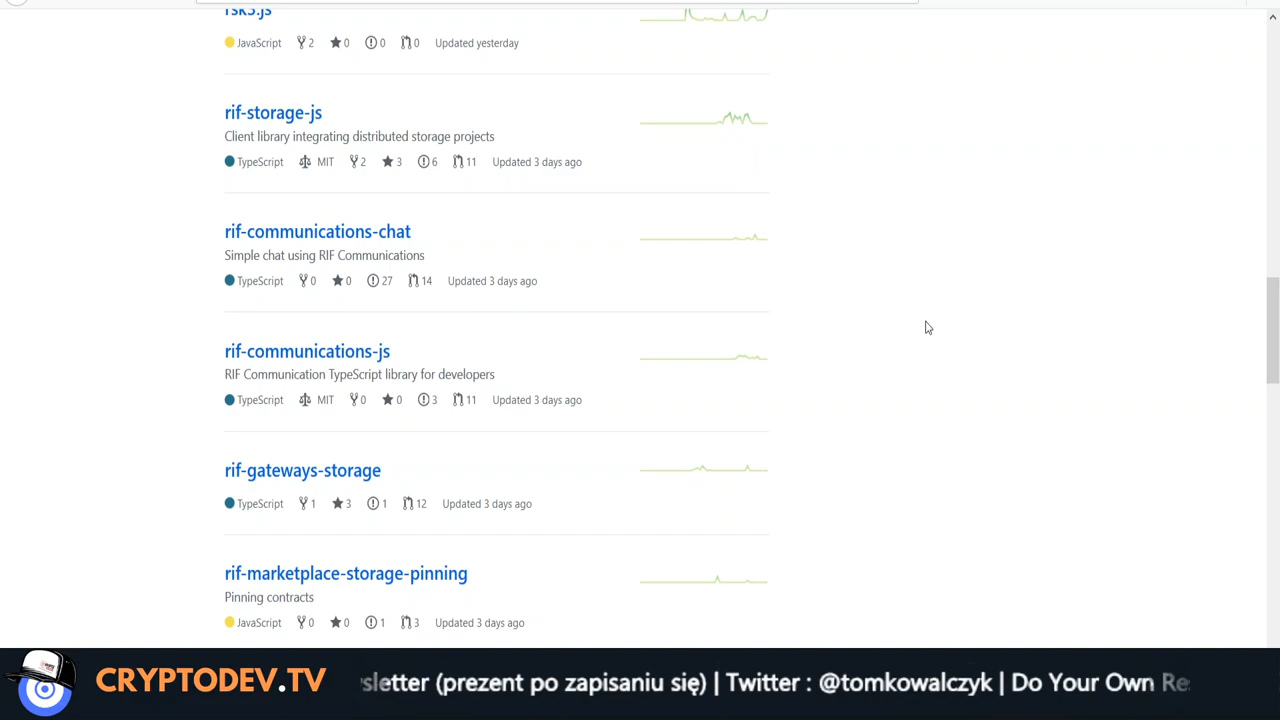 rsk3.js
JavaScript 2 0 0 0 Updated yesterday
rif-storage-js
Client library integrating distributed storage projects
TypeScript MIT 2 3 6 11 Updated 3 days ago
rif-communications-chat
Simple chat using RIF Communications
TypeScript 0 0 27 14 Updated 3 days ago
rif-communications-js
RIF Communication TypeScript library for developers
TypeScript MIT 0 0 3 11 Updated 3 days ago
rif-gateways-storage
TypeScript 1 3 1 12 Updated 3 days ago
rif-marketplace-storage-pinning
Pinning contracts
JavaScript 0 0 1 3 Updated 3 days ago
CRYPTODEV.TV
sletter (prezent po zapisaniu się) | Twitter : @tomkowalczyk | Do Your Own Re